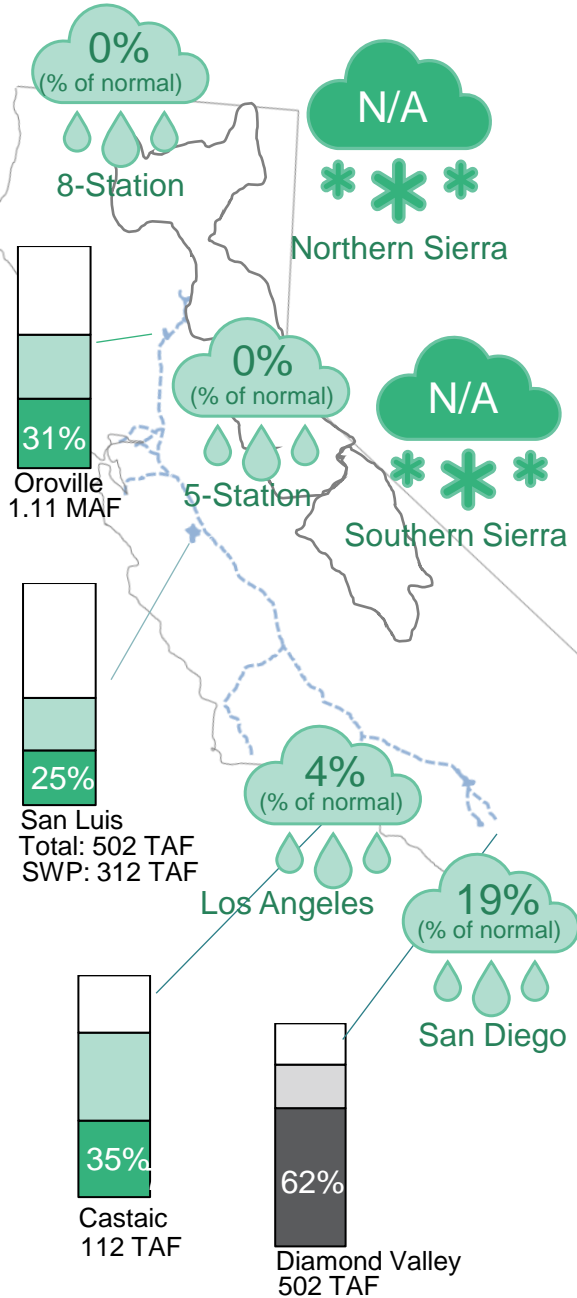 0%
(% of normal)
8-Station
N/A
Northern Sierra
0%
(% of normal)
5-Station
N/A
Southern Sierra
31%
Oroville
1.11 MAF
25%
San Luis
Total: 502 TAF
SWP: 312 TAF
4%
(% of normal)
Los Angeles
19%
(% of normal)
San Diego
35%
Castaic
112 TAF
62%
Diamond Valley
502 TAF